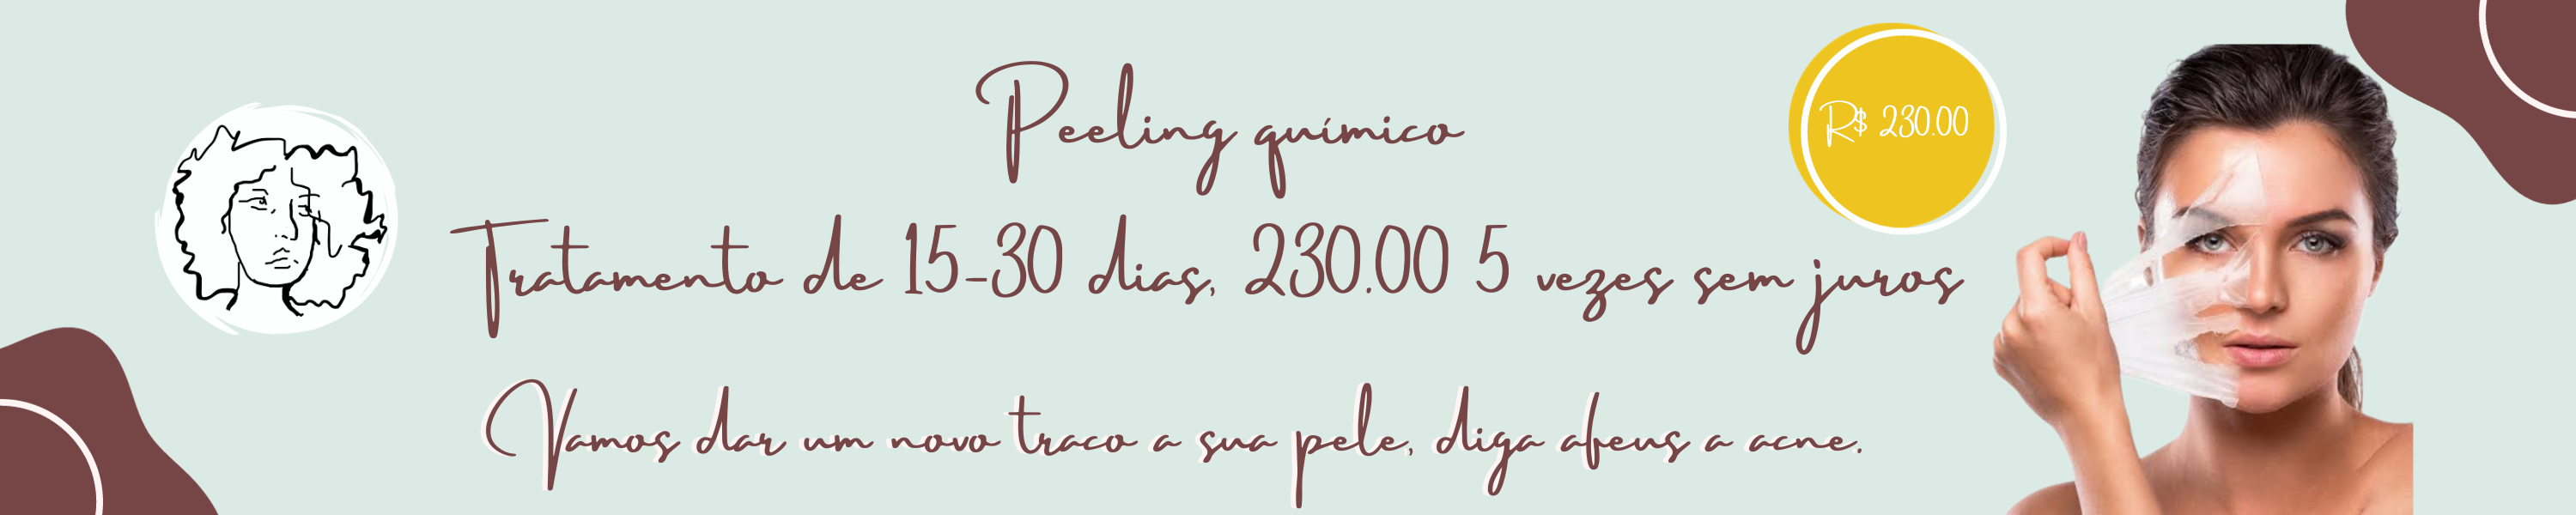 Peeling químico
R$ 230.00
Tratamento de 15-30 dias, 230.00 5 vezes sem juros
Vamos dar um novo traco a sua pele, diga afeus a acne.